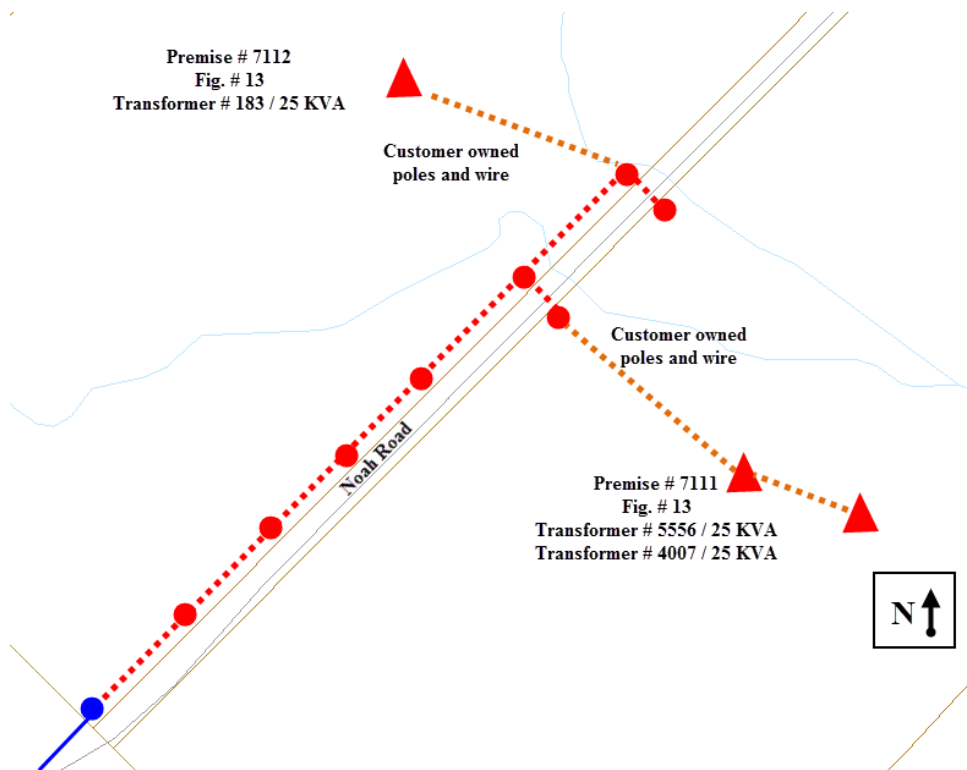 Premise # 7112
Fig. # 13
Transformer # 183 / 25 KVA
Customer owned
poles and wire
Customer owned
poles and wire
Noah Road
Premise # 7111
Fig. # 13
Transformer # 5556 / 25 KVA
Transformer # 4007 / 25 KVA
N